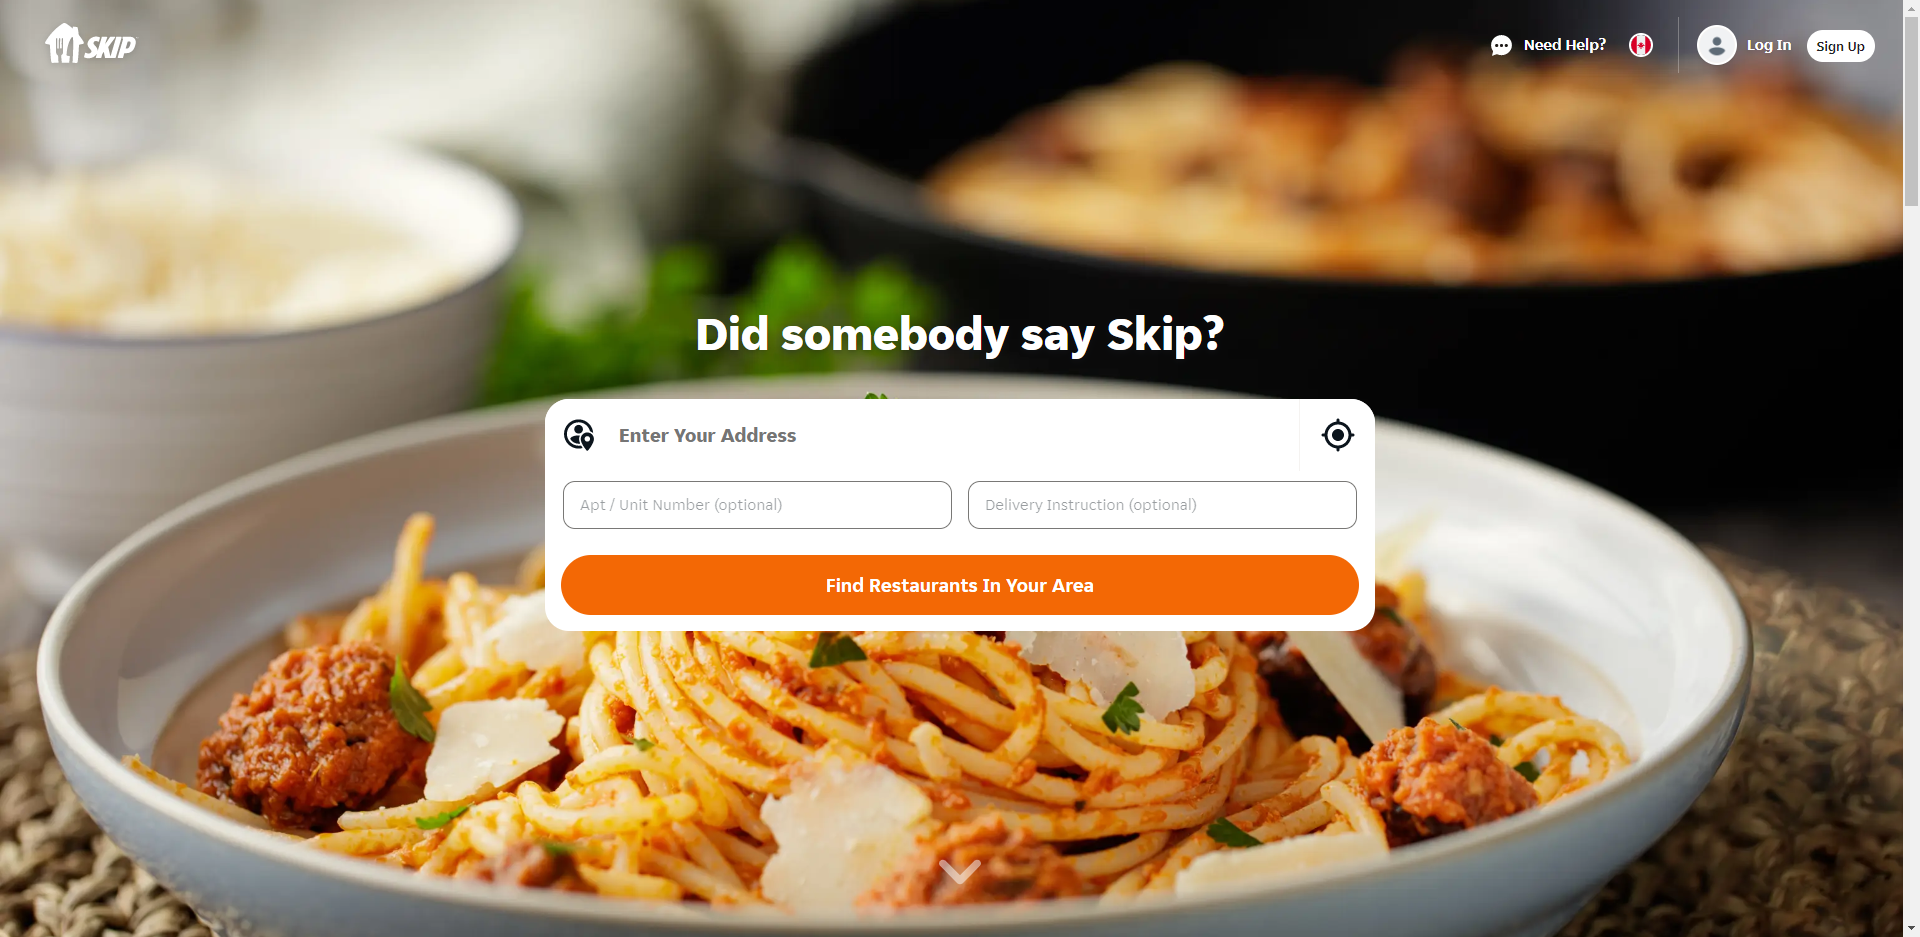 SKIP
Need Help?
Log In
Sign Up
Did somebody say Skip?
Enter Your Address
Apt / Unit Number (optional)
Delivery Instruction (optional)
Find Restaurants In Your Area